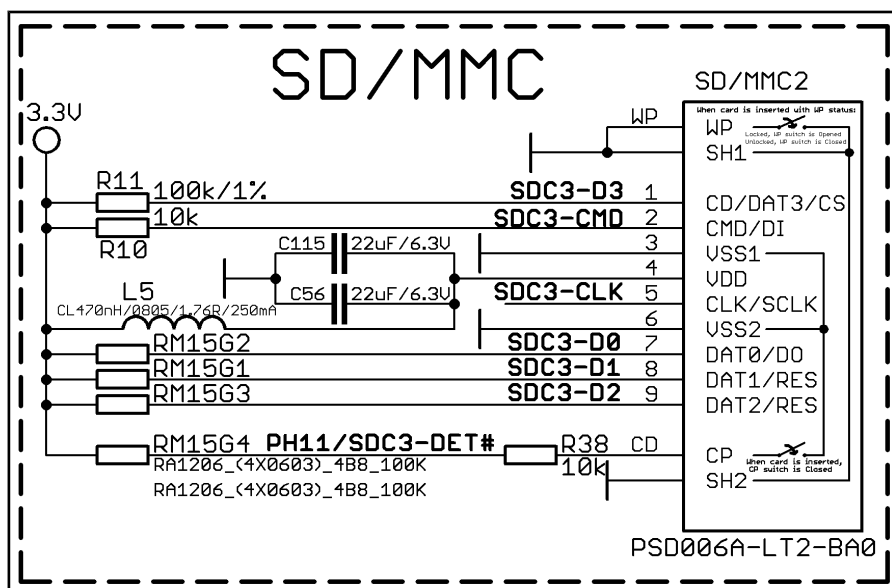 SD/MMC
SD/MMC2
3.3V
When card is inserted with WP status:
WP
WP
Locked, WP switch is Opened
Unlocked, WP switch is Closed
SH1
R11
100k/1%
SDC3-D3
1
CD/DAT3/CS
10k
SDC3-CMD
2
CMD/DI
R10
C115
22uF/6.3V
3
VSS1
4
VDD
L5
C56
22uF/6.3V
SDC3-CLK
5
CLK/SCLK
CL470nH/0805/1.76R/250mA
6
VSS2
RM15G2
SDC3-D0
7
DAT0/DO
RM15G1
SDC3-D1
8
DAT1/RES
RM15G3
SDC3-D2
9
DAT2/RES
RM15G4
PH11/SDC3-DET#
R38
CD
CP
RA1206_(4X0603)_4B8_100K
10k
When card is inserted,
CP switch is Closed
SH2
RA1206_(4X0603)_4B8_100K
PSD006A-LT2-BA0